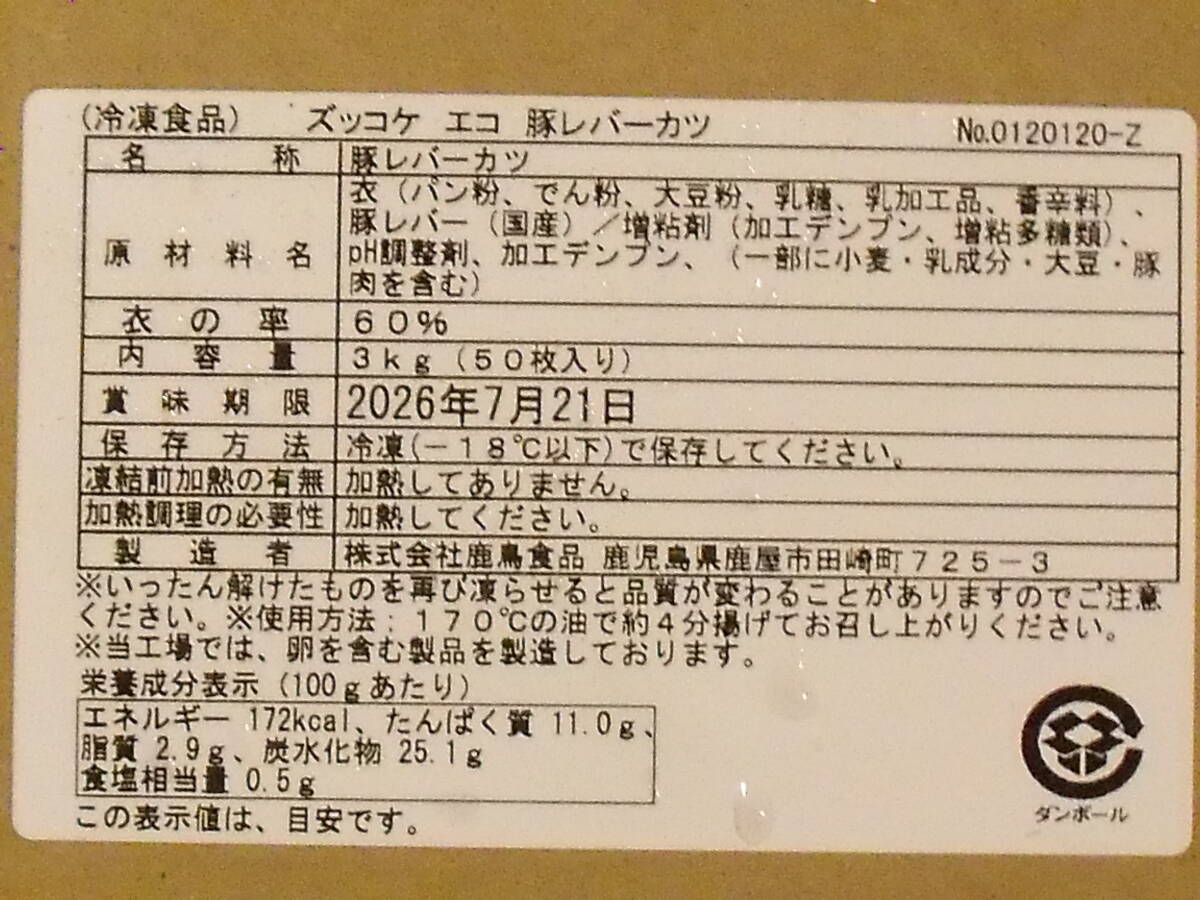 (冷凍食品) ズッコケ エコ 豚レバーカツ No.0120120-Z
名称 豚レバーカツ
原材料名 衣（パン粉、でん粉、大豆粉、乳糖、乳加工品、香辛料）、
豚レバー（国産）／増粘剤（加工デンプン、増粘多糖類）、
pH調整剤、加工デンプン、（一部に小麦・乳成分・大豆・豚
肉を含む）
衣の率 60％
内容量 3kg（50枚入り）
賞味期限 2026年7月21日
保存方法 冷凍(－18℃以下)で保存してください。
凍結前加熱の有無 加熱してありません。
加熱調理の必要性 加熱してください。
製造者 株式会社鹿鳥食品 鹿児島県鹿屋市田崎町725－3
※いったん解けたものを再び凍らせると品質が変わることがありますのでご注意
ください。※使用方法：170℃の油で約4分揚げてお召し上がりください。
※当工場では、卵を含む製品を製造しております。
栄養成分表示（100gあたり）
エネルギー 172kcal、たんぱく質 11.0g、
脂質 2.9g、炭水化物 25.1g
食塩相当量 0.5g
この表示値は、目安です。
ダンボール